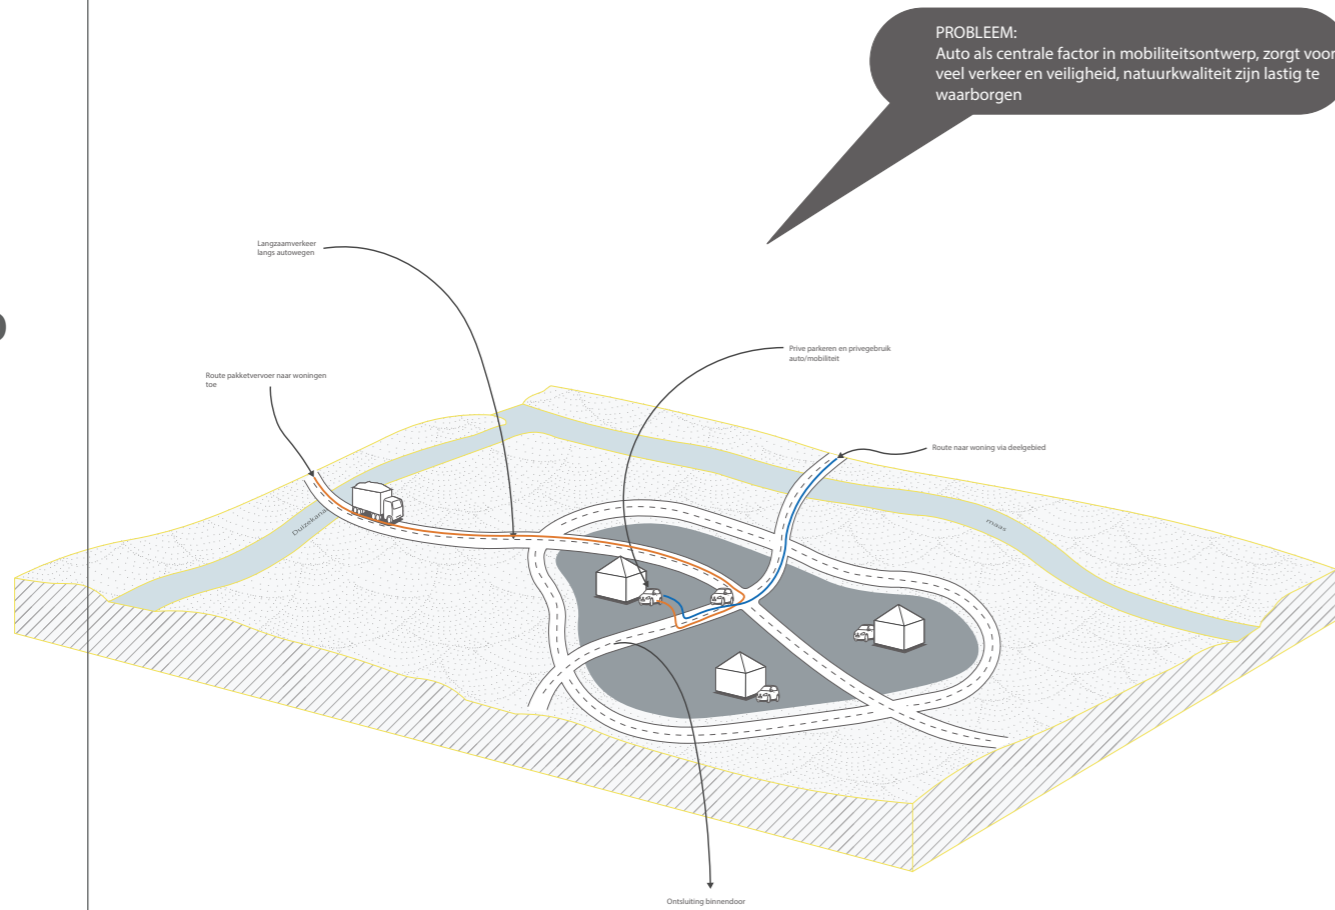 PROBLEEM:
Auto als centrale factor in mobiliteitsontwerp, zorgt voor
veel verkeer en veiligheid, natuurkwaliteit zijn lastig te
waarborgen
Langzaamverkeer
langs autowegen
Prive parkeren en privegebruik
auto/mobiliteit
Route pakketvervoer naar woningen
toe
Route naar woning via deelgebied
Duizekanaal
maas
Ontsluiting binnendoor